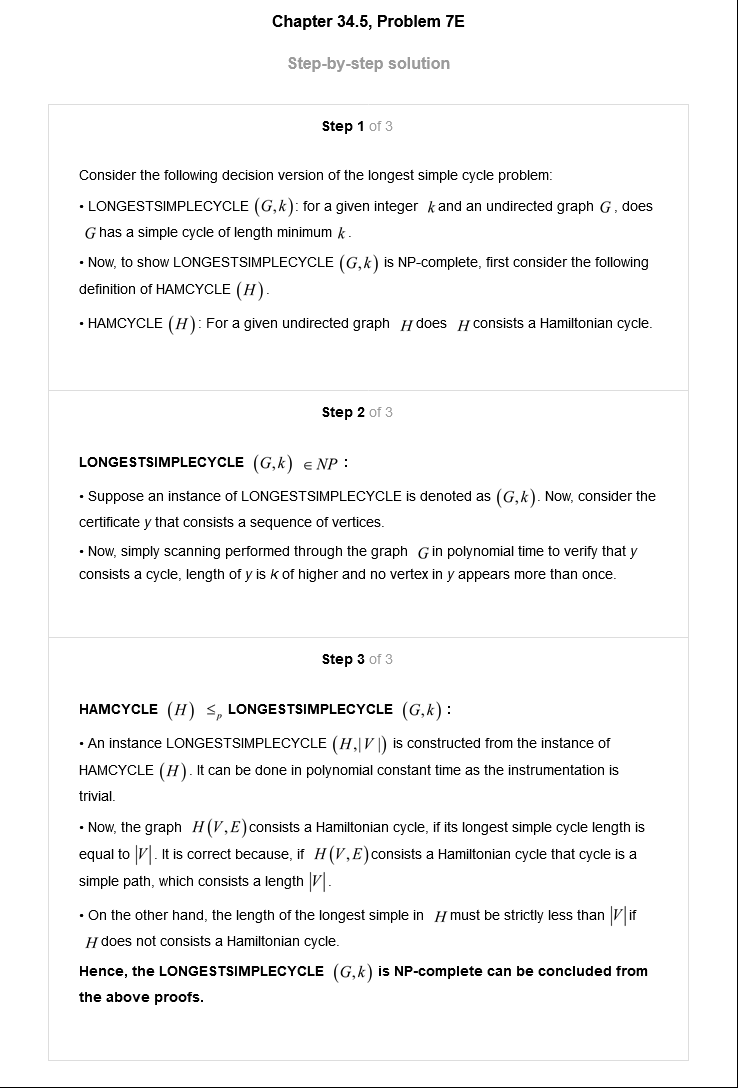 Chapter 34.5, Problem 7E
Step-by-step solution
Step 1 of 3
Consider the following decision version of the longest simple cycle problem:
• LONGESTSIMPLECYCLE (G,k): for a given integer k and an undirected graph G, does
G has a simple cycle of length minimum k.
• Now, to show LONGESTSIMPLECYCLE (G,k) is NP-complete, first consider the following
definition of HAMCYCLE (H).
• HAMCYCLE (H): For a given undirected graph H does H consists a Hamiltonian cycle.
Step 2 of 3
LONGESTSIMPLECYCLE (G,k) ∈ NP :
• Suppose an instance of LONGESTSIMPLECYCLE is denoted as (G,k). Now, consider the
certificate y that consists a sequence of vertices.
• Now, simply scanning performed through the graph G in polynomial time to verify that y
consists a cycle, length of y is k of higher and no vertex in y appears more than once.
Step 3 of 3
HAMCYCLE (H) ≤p LONGESTSIMPLECYCLE (G,k) :
• An instance LONGESTSIMPLECYCLE (H,|V|) is constructed from the instance of
HAMCYCLE (H). It can be done in polynomial constant time as the instrumentation is
trivial.
• Now, the graph H(V,E) consists a Hamiltonian cycle, if its longest simple cycle length is
equal to |V|. It is correct because, if H(V,E) consists a Hamiltonian cycle that cycle is a
simple path, which consists a length |V|.
• On the other hand, the length of the longest simple in H must be strictly less than |V| if
H does not consists a Hamiltonian cycle.
Hence, the LONGESTSIMPLECYCLE (G,k) is NP-complete can be concluded from
the above proofs.